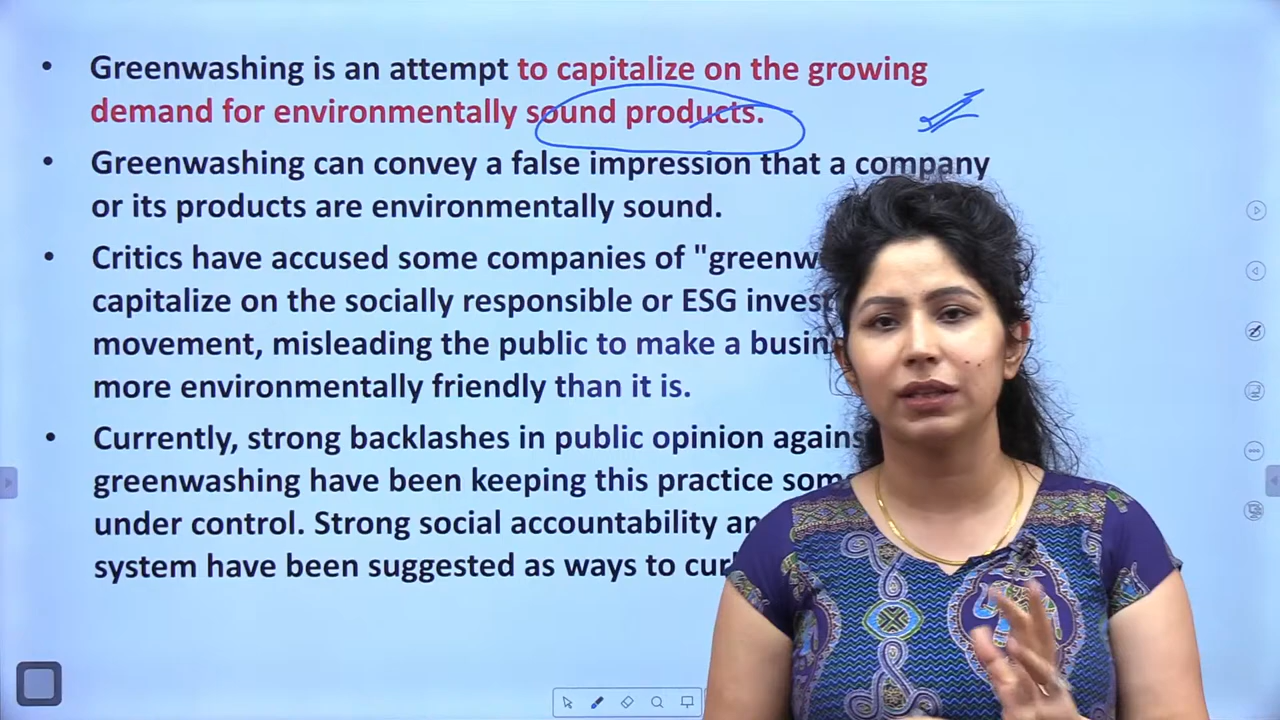 • Greenwashing is an attempt to capitalize on the growing
demand for environmentally sound products.
• Greenwashing can convey a false impression that a company
or its products are environmentally sound.
• Critics have accused some companies of "greenw
capitalize on the socially responsible or ESG invest
movement, misleading the public to make a busin
more environmentally friendly than it is.
• Currently, strong backlashes in public opinion agains
greenwashing have been keeping this practice som
under control. Strong social accountability an
system have been suggested as ways to cur